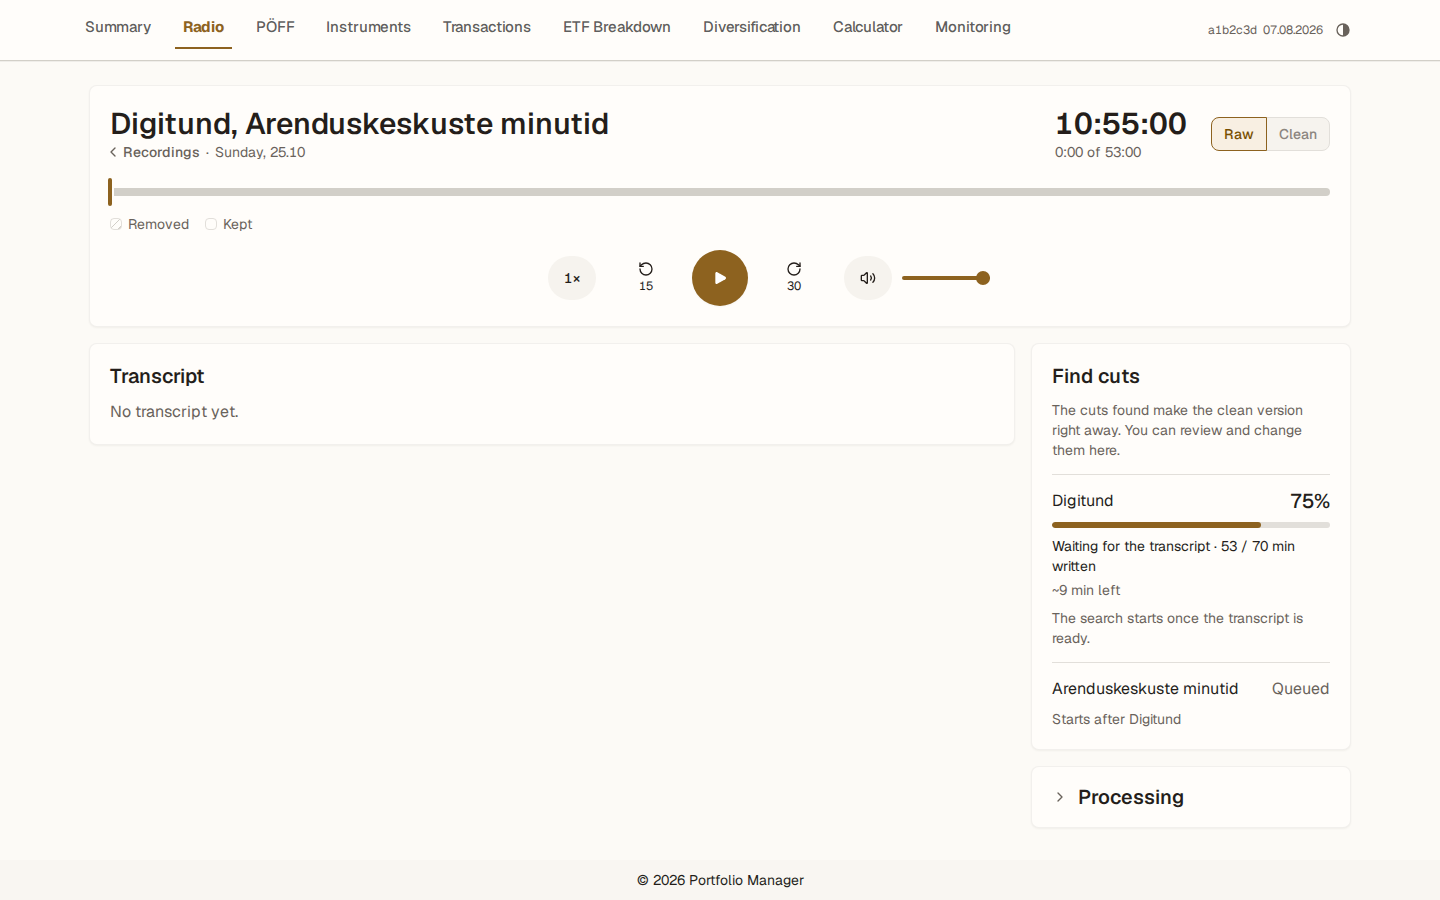 Summary Radio PÖFF Instruments Transactions ETF Breakdown Diversification Calculator Monitoring a1b2c3d 07.08.2026
Digitund, Arenduskeskuste minutid
Recordings · Sunday, 25.10
10:55:00
0:00 of 53:00
Raw Clean
Removed Kept
1× 15 30
Transcript
No transcript yet.
Find cuts
The cuts found make the clean version
right away. You can review and change
them here.
Digitund 75%
Waiting for the transcript · 53 / 70 min
written
~9 min left
The search starts once the transcript is
ready.
Arenduskeskuste minutid Queued
Starts after Digitund
Processing
© 2026 Portfolio Manager